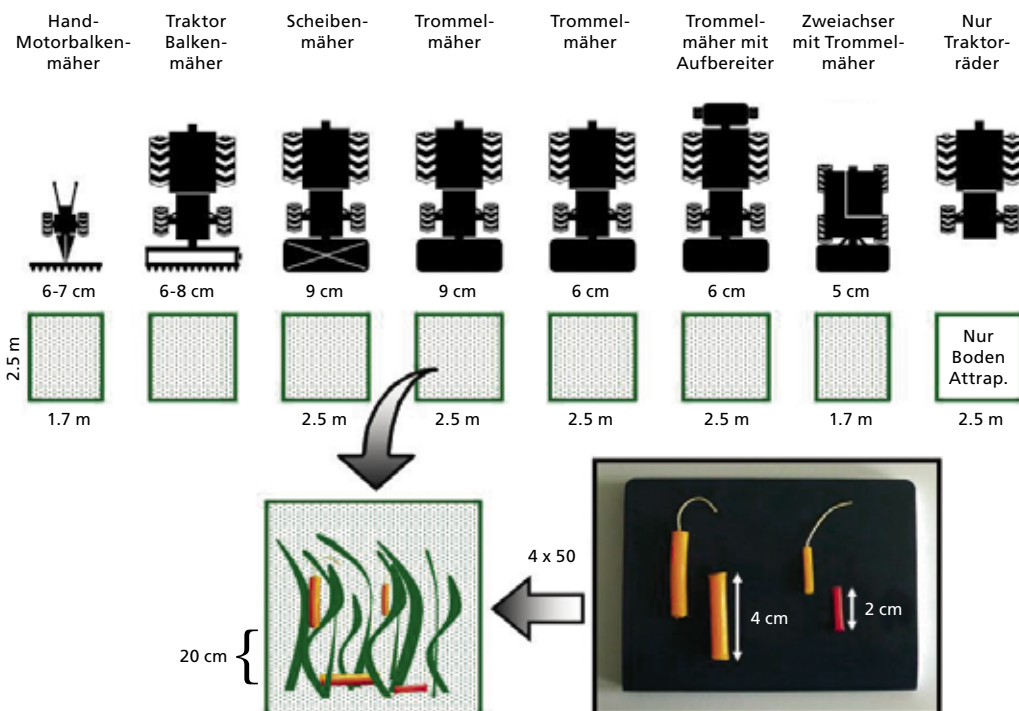 Hand-
Motorbalken-
mäher
Traktor
Balken-
mäher
Scheiben-
mäher
Trommel-
mäher
Trommel-
mäher
Trommel-
mäher mit
Aufbereiter
Zweiachser
mit Trommel-
mäher
Nur
Traktor-
räder
6-7 cm
6-8 cm
9 cm
9 cm
6 cm
6 cm
5 cm
2.5 m
Nur
Boden
Attrap.
1.7 m
2.5 m
2.5 m
2.5 m
2.5 m
1.7 m
2.5 m
4 x 50
4 cm
2 cm
20 cm